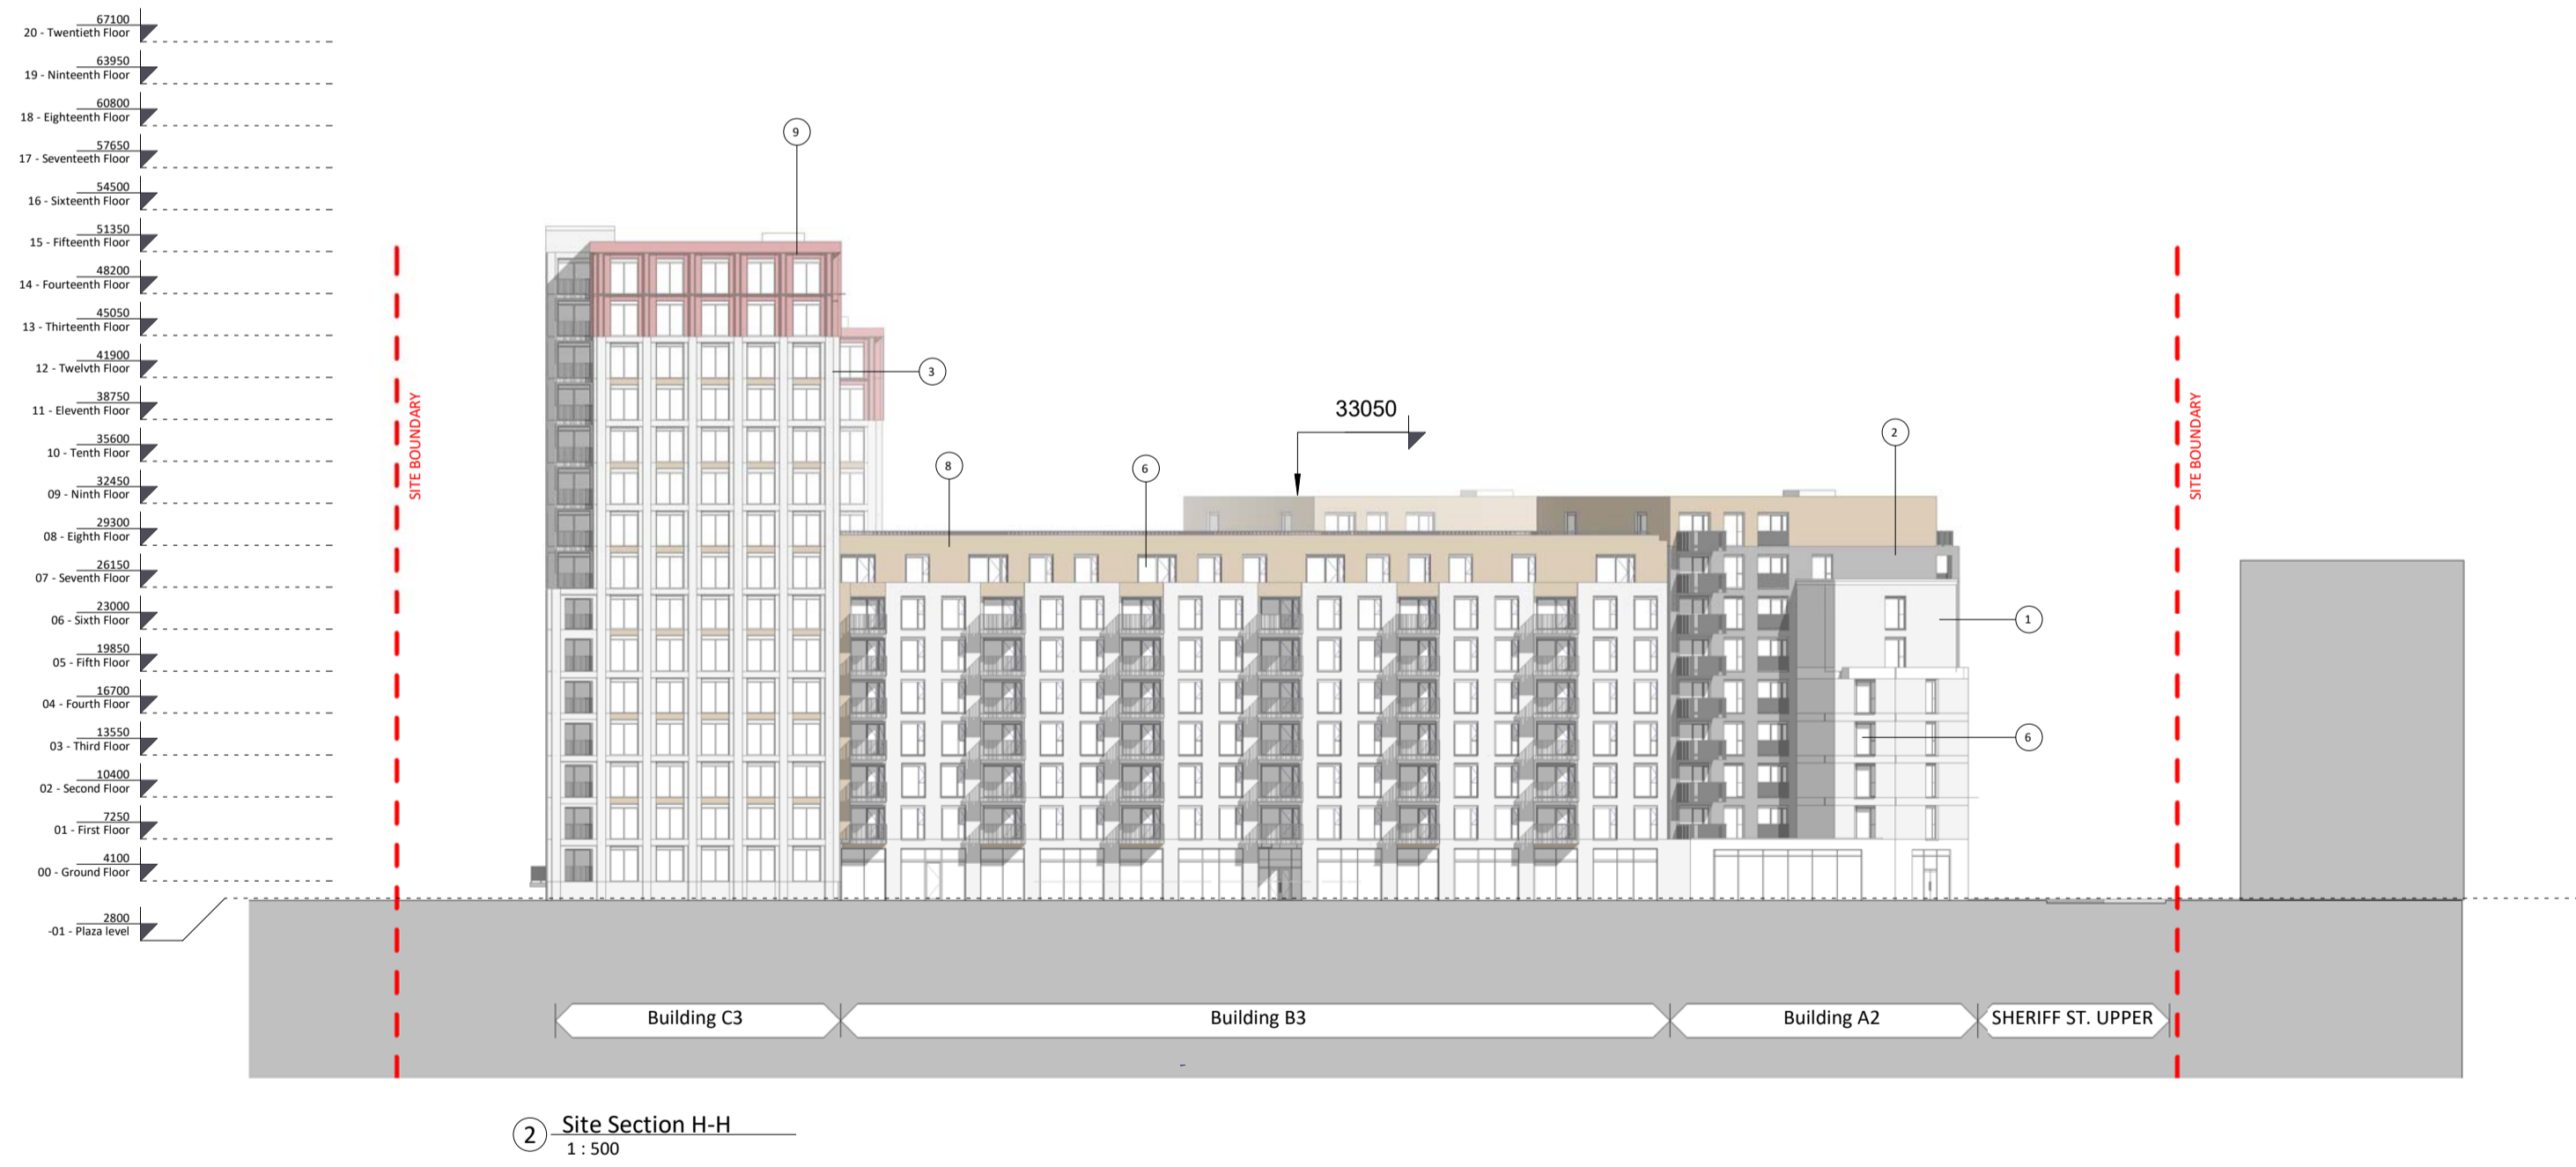 67100
20 - Twentieth Floor
63950
19 - Ninteenth Floor
60800
18 - Eighteenth Floor
57650
17 - Seventeeth Floor
54500
16 - Sixteenth Floor
51350
15 - Fifteenth Floor
48200
14 - Fourteenth Floor
45050
13 - Thirteenth Floor
41900
12 - Twelvth Floor
38750
11 - Eleventh Floor
35600
10 - Tenth Floor
32450
09 - Ninth Floor
29300
08 - Eighth Floor
26150
07 - Seventh Floor
23000
06 - Sixth Floor
19850
05 - Fifth Floor
16700
04 - Fourth Floor
13550
03 - Third Floor
10400
02 - Second Floor
7250
01 - First Floor
4100
00 - Ground Floor
2800
-01 - Plaza level
SITE BOUNDARY
9
3
8
6
33050
2
1
6
SITE BOUNDARY
Building C3
Building B3
Building A2
SHERIFF ST. UPPER
2
Site Section H-H
1 : 500